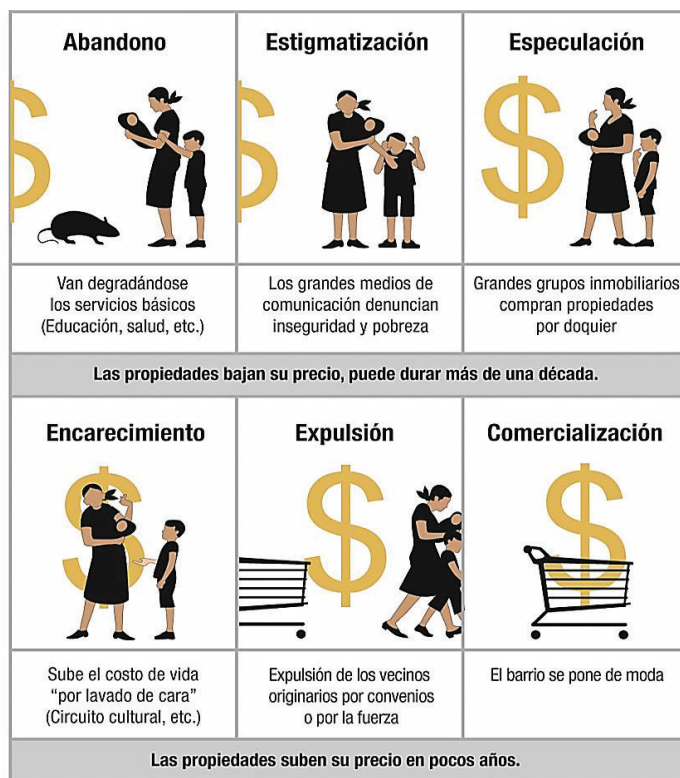 Abandono
Estigmatización
Especulación
Van degradándose
los servicios básicos
(Educación, salud, etc.)
Los grandes medios de
comunicación denuncian
inseguridad y pobreza
Grandes grupos inmobiliarios
compran propiedades
por doquier
Las propiedades bajan su precio, puede durar más de una década.
Encarecimiento
Expulsión
Comercialización
Sube el costo de vida
“por lavado de cara”
(Circuito cultural, etc.)
Expulsión de los vecinos
originarios por convenios
o por la fuerza
El barrio se pone de moda
Las propiedades suben su precio en pocos años.